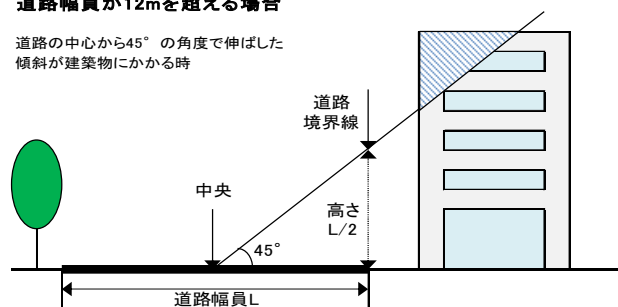 道路幅員が12mを超える場合
道路の中心から45°の角度で伸ばした
傾斜が建築物にかかる時
道路
境界線
中央
高さ
L/2
45°
道路幅員L